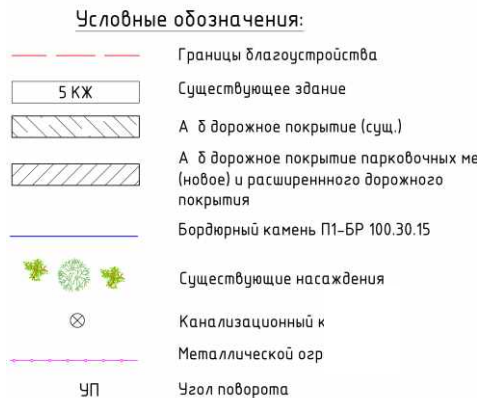 Условные обозначения:
Границы благоустройства
5 КЖ
Существующее здание
А б дорожное покрытие (сущ.)
А б дорожное покрытие парковочных ме
(новое) и расширеннного дорожного
покрытия
Бордюрный камень П1-БР 100.30.15
Существующие насаждения
Канализационный к
Металлической огр
УП
Угол поворота